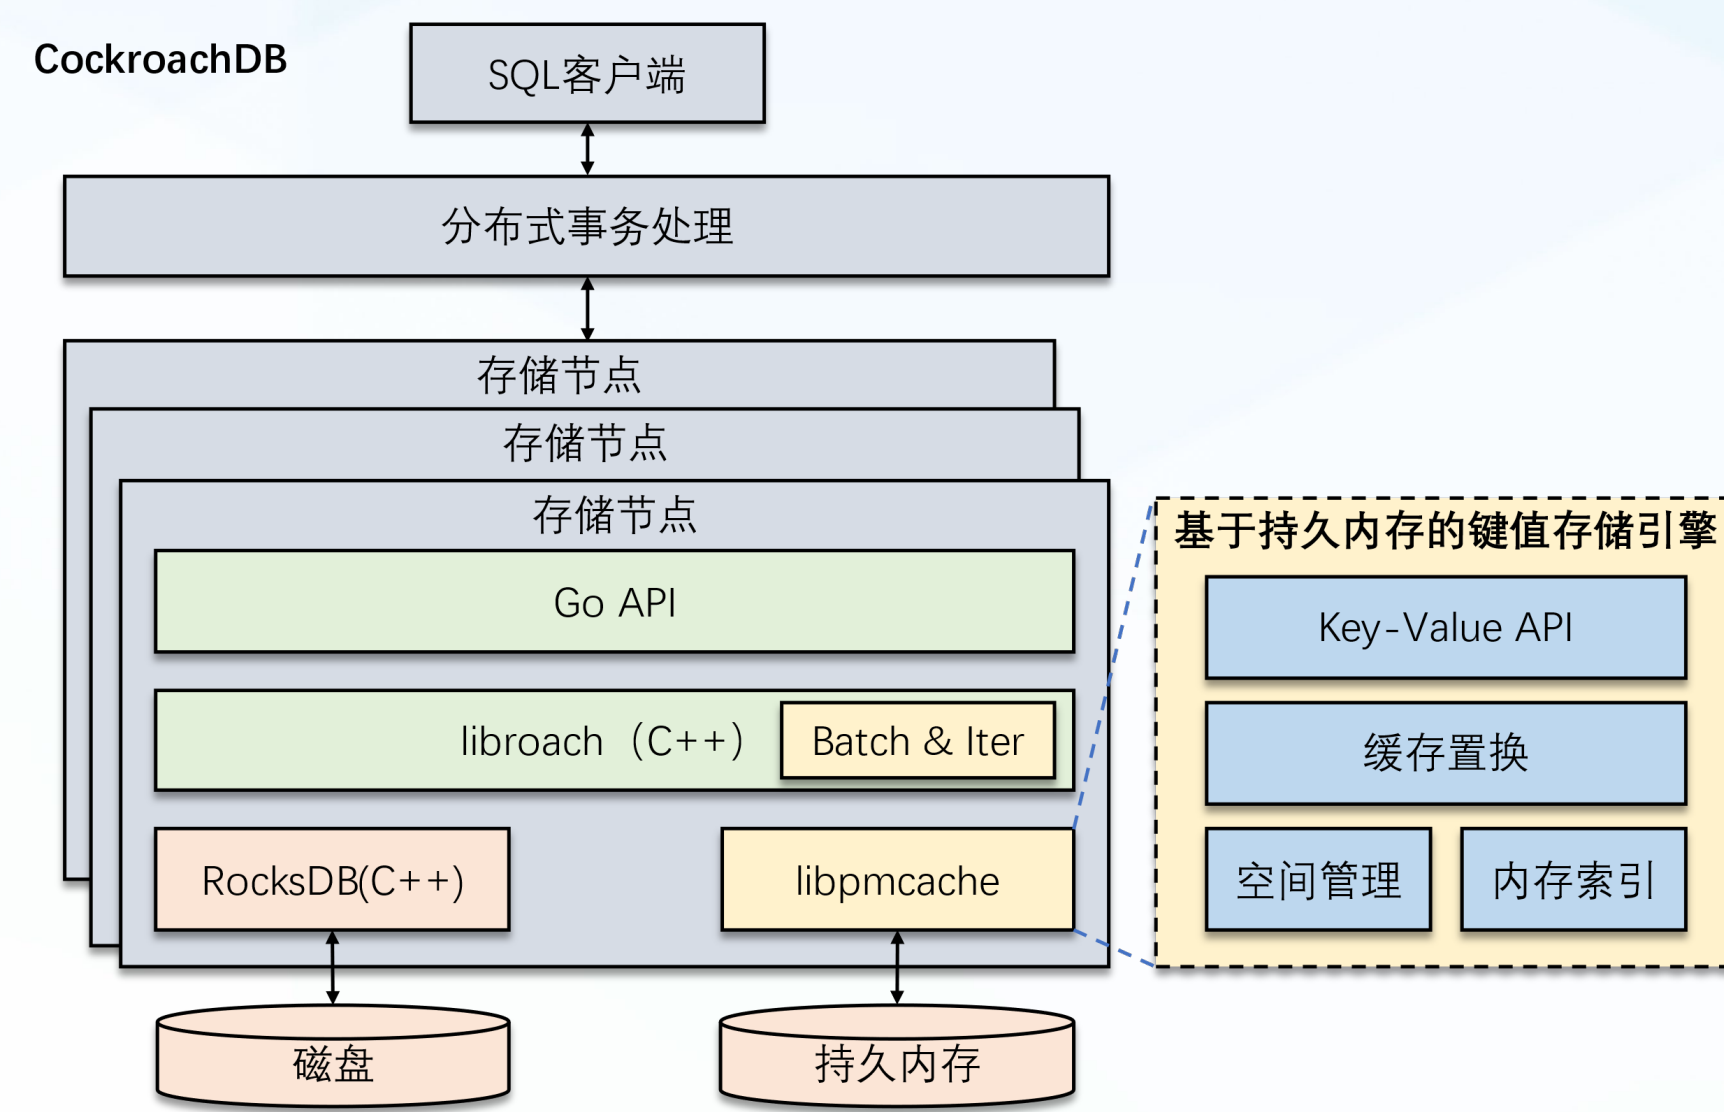 CockroachDB
SQL客户端
分布式事务处理
存储节点
存储节点
存储节点
Go API
libroach（C++）
Batch & Iter
RocksDB(C++)
libpmcache
磁盘
持久内存
基于持久内存的键值存储引擎
Key-Value API
缓存置换
空间管理
内存索引